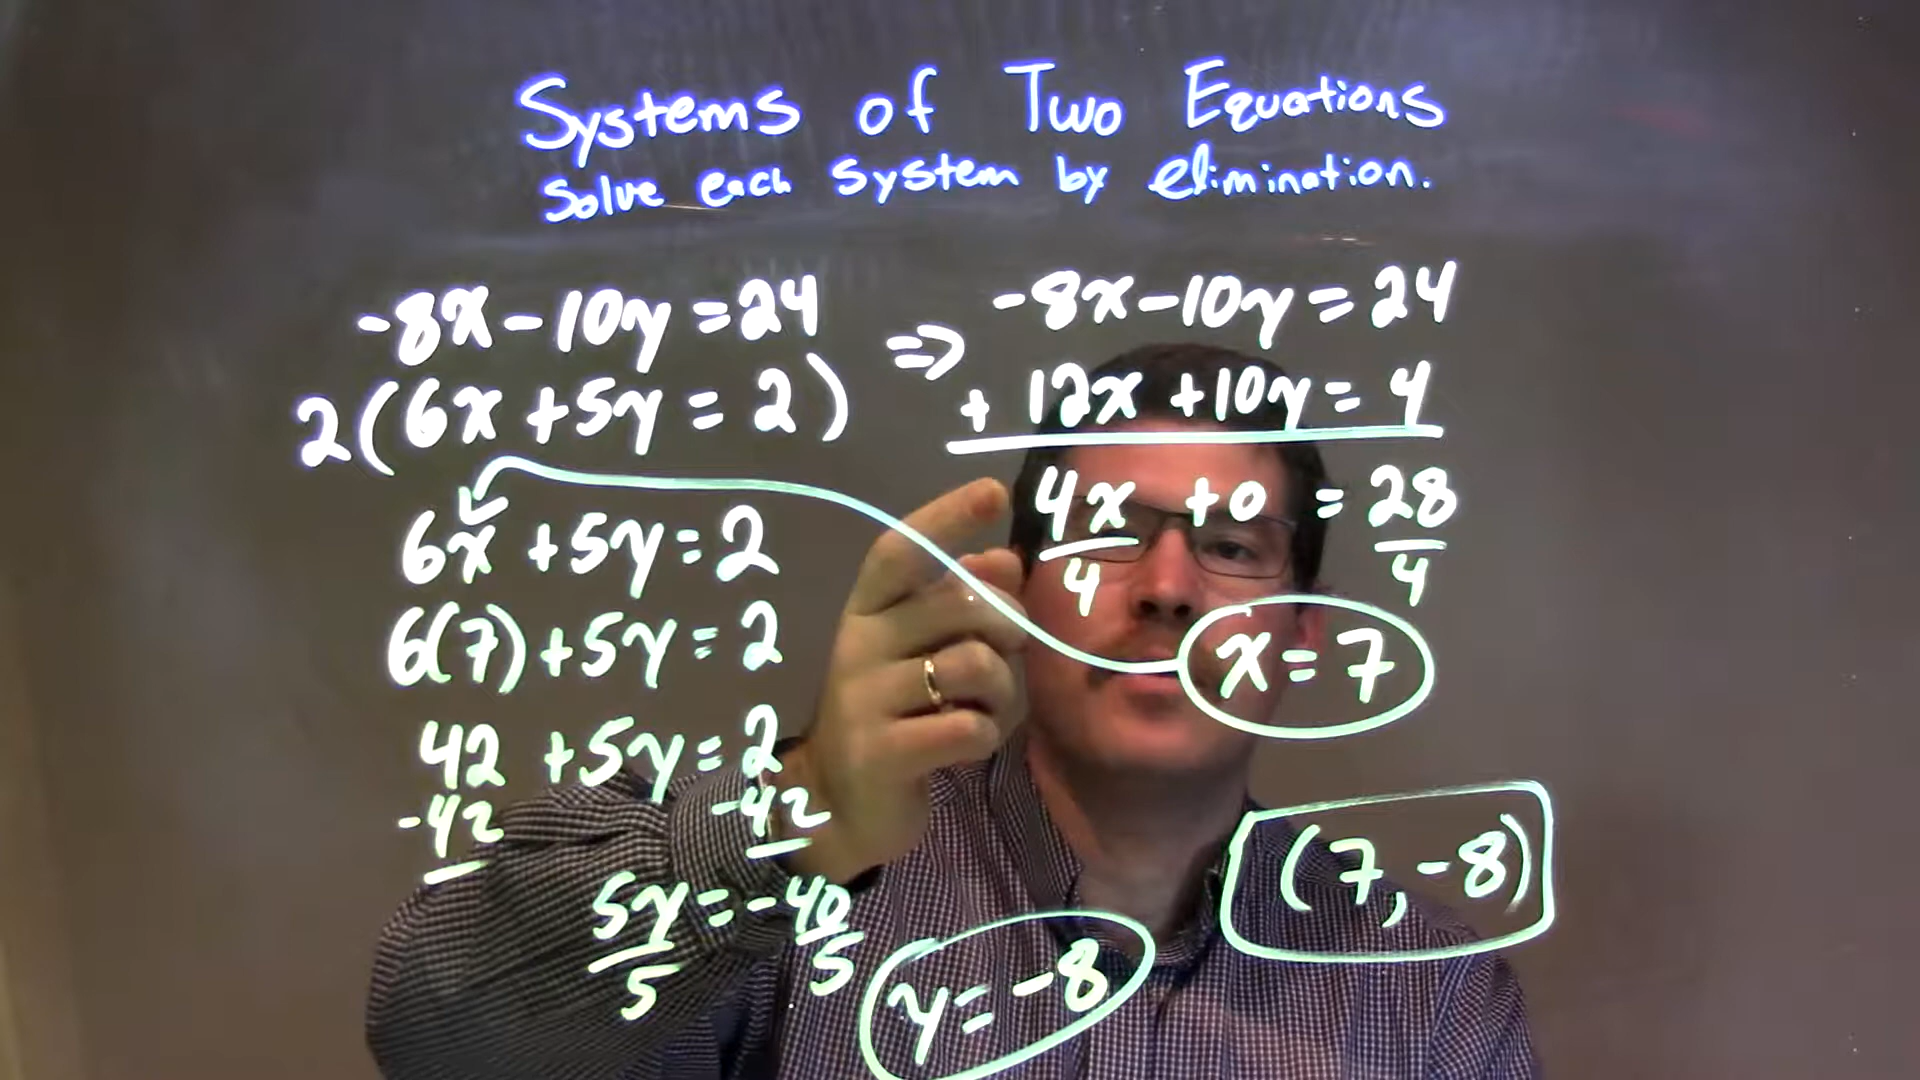 Systems of Two Equations
Solve each system by elimination.
-8x-10y=24
2(6x+5y=2)
6x+5y=2
6(7)+5y=2
42+5y=2
-42 -42
5y=-40
5 5
y=-8
⇒
-8x-10y=24
+ 12x+10y=4
4x+0=28
4 4
x=7
(7,-8)